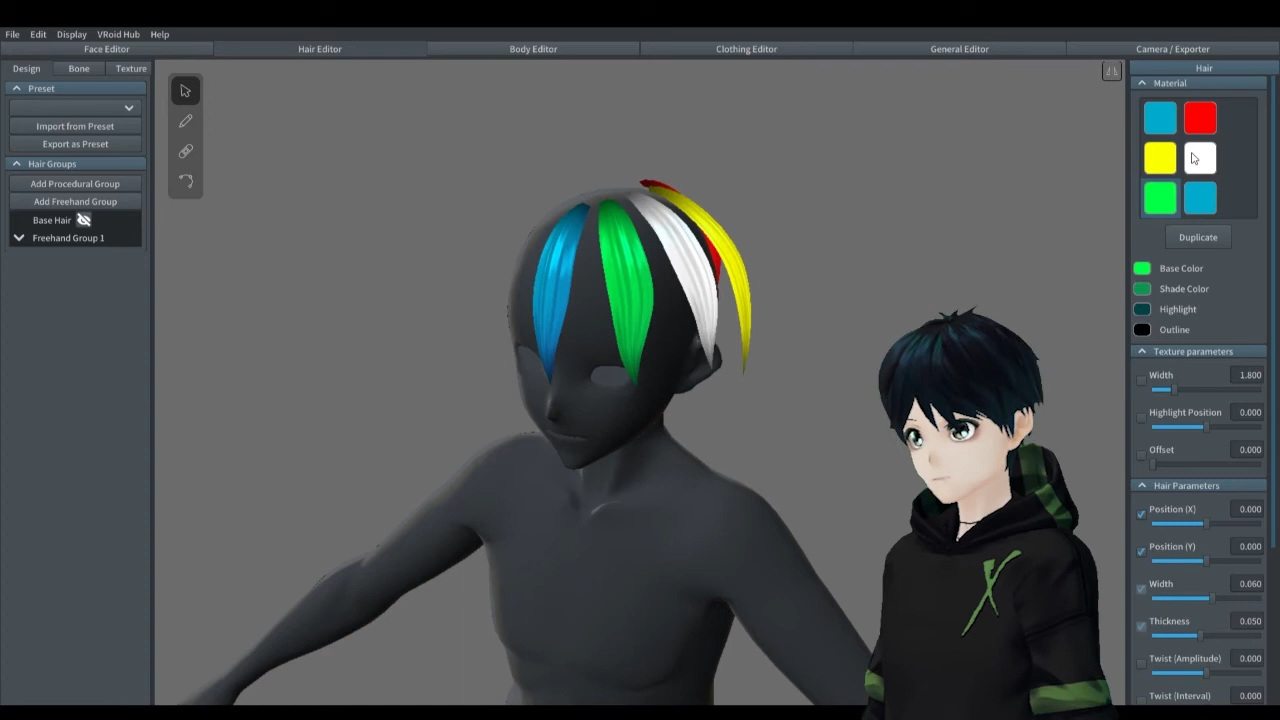 File Edit Display VRoid Hub Help
Face Editor Hair Editor Body Editor Clothing Editor General Editor Camera / Exporter
Design Bone Texture
Preset
Import from Preset
Export as Preset
Hair Groups
Add Procedural Group
Add Freehand Group
Base Hair
Freehand Group 1
Hair
Material
Duplicate
Base Color
Shade Color
Highlight
Outline
Texture parameters
Width 1.800
Highlight Position 0.000
Offset 0.000
Hair Parameters
Position (X) 0.000
Position (Y) 0.000
Width 0.060
Thickness 0.050
Twist (Amplitude) 0.000
Twist (Interval) 0.000